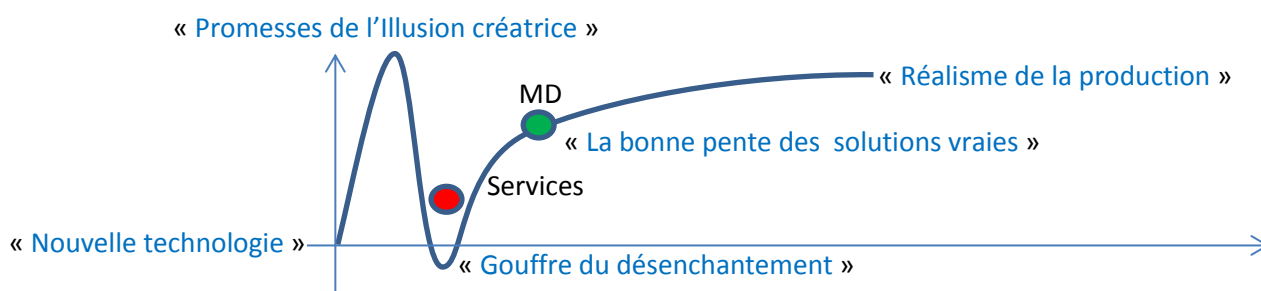 « Promesses de l’Illusion créatrice »
« Réalisme de la production »
MD
« La bonne pente des  solutions vraies »
Services
« Nouvelle technologie »
« Gouffre du désenchantement »